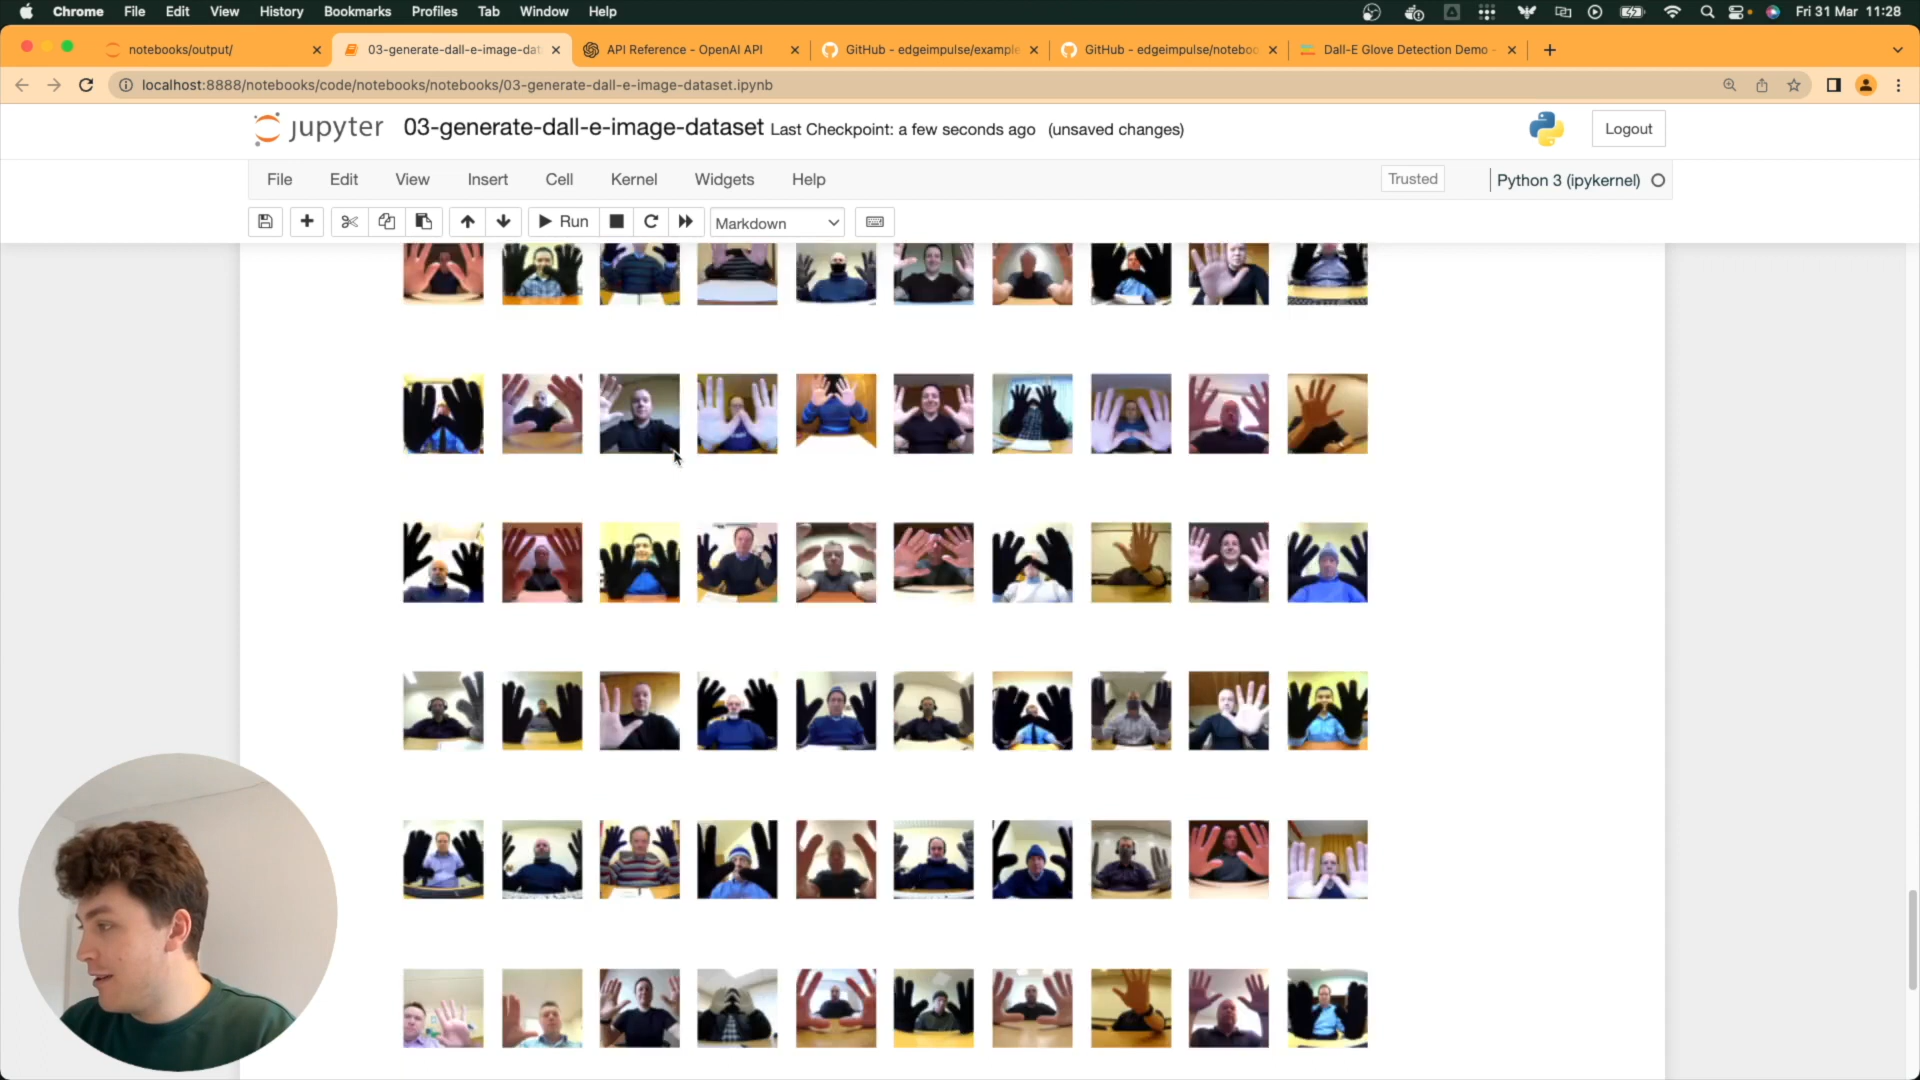 Chrome File Edit View History Bookmarks Profiles Tab Window Help Fri 31 Mar 11:28
notebooks/output/ 03-generate-dall-e-image-dat API Reference - OpenAI API GitHub - edgeimpulse/example GitHub - edgeimpulse/noteboo Dall-E Glove Detection Demo -
localhost:8888/notebooks/code/notebooks/notebooks/03-generate-dall-e-image-dataset.ipynb
jupyter 03-generate-dall-e-image-dataset Last Checkpoint: a few seconds ago (unsaved changes) Logout
File Edit View Insert Cell Kernel Widgets Help Trusted Python 3 (ipykernel)
Run Markdown